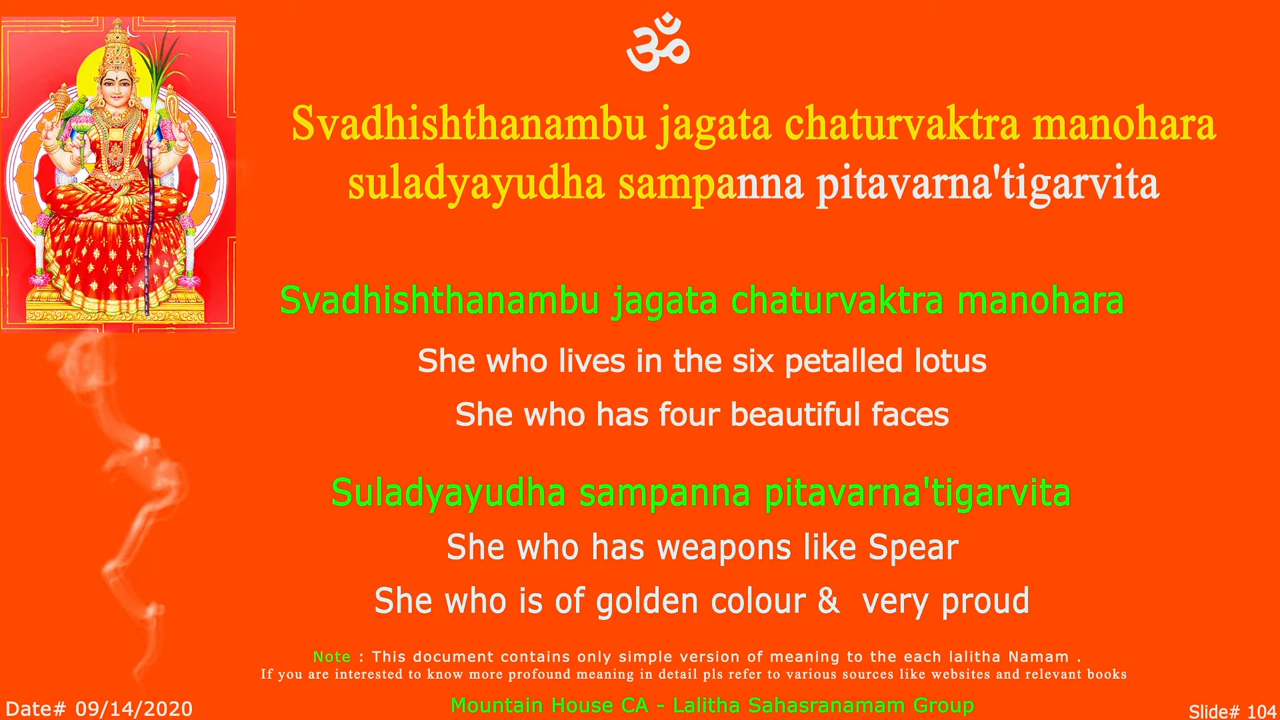 ॐ
Svadhishthanambu jagata chaturvaktra manohara
suladyayudha sampanna pitavarna'tigarvita
Svadhishthanambu jagata chaturvaktra manohara
She who lives in the six petalled lotus
She who has four beautiful faces
Suladyayudha sampanna pitavarna'tigarvita
She who has weapons like Spear
She who is of golden colour & very proud
Note : This document contains only simple version of meaning to the each lalitha Namam .
If you are interested to know more profound meaning in detail pls refer to various sources like websites and relevant books
Mountain House CA - Lalitha Sahasranamam Group
Date# 09/14/2020
Slide# 104